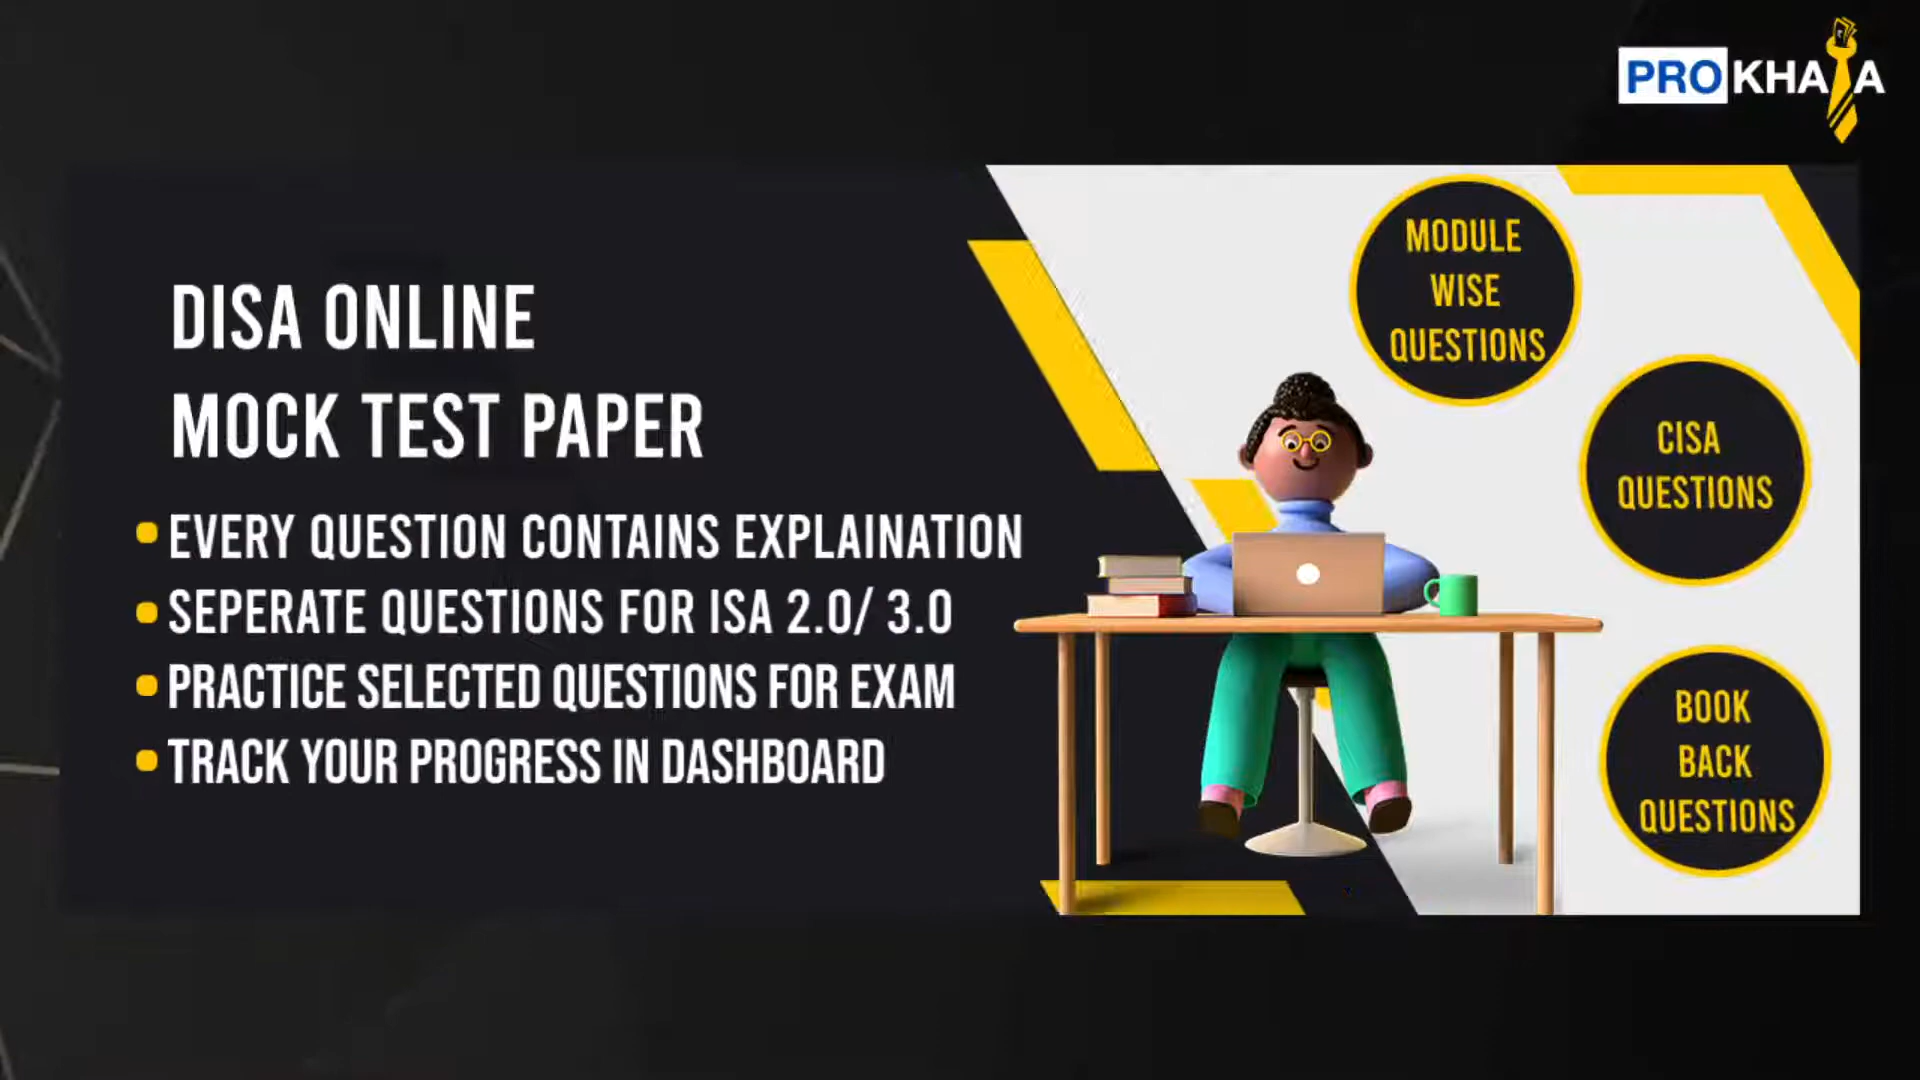 PROKHATA
DISA ONLINE
MOCK TEST PAPER
EVERY QUESTION CONTAINS EXPLAINATION
SEPERATE QUESTIONS FOR ISA 2.0/ 3.0
PRACTICE SELECTED QUESTIONS FOR EXAM
TRACK YOUR PROGRESS IN DASHBOARD
MODULE
WISE
QUESTIONS
CISA
QUESTIONS
BOOK
BACK
QUESTIONS